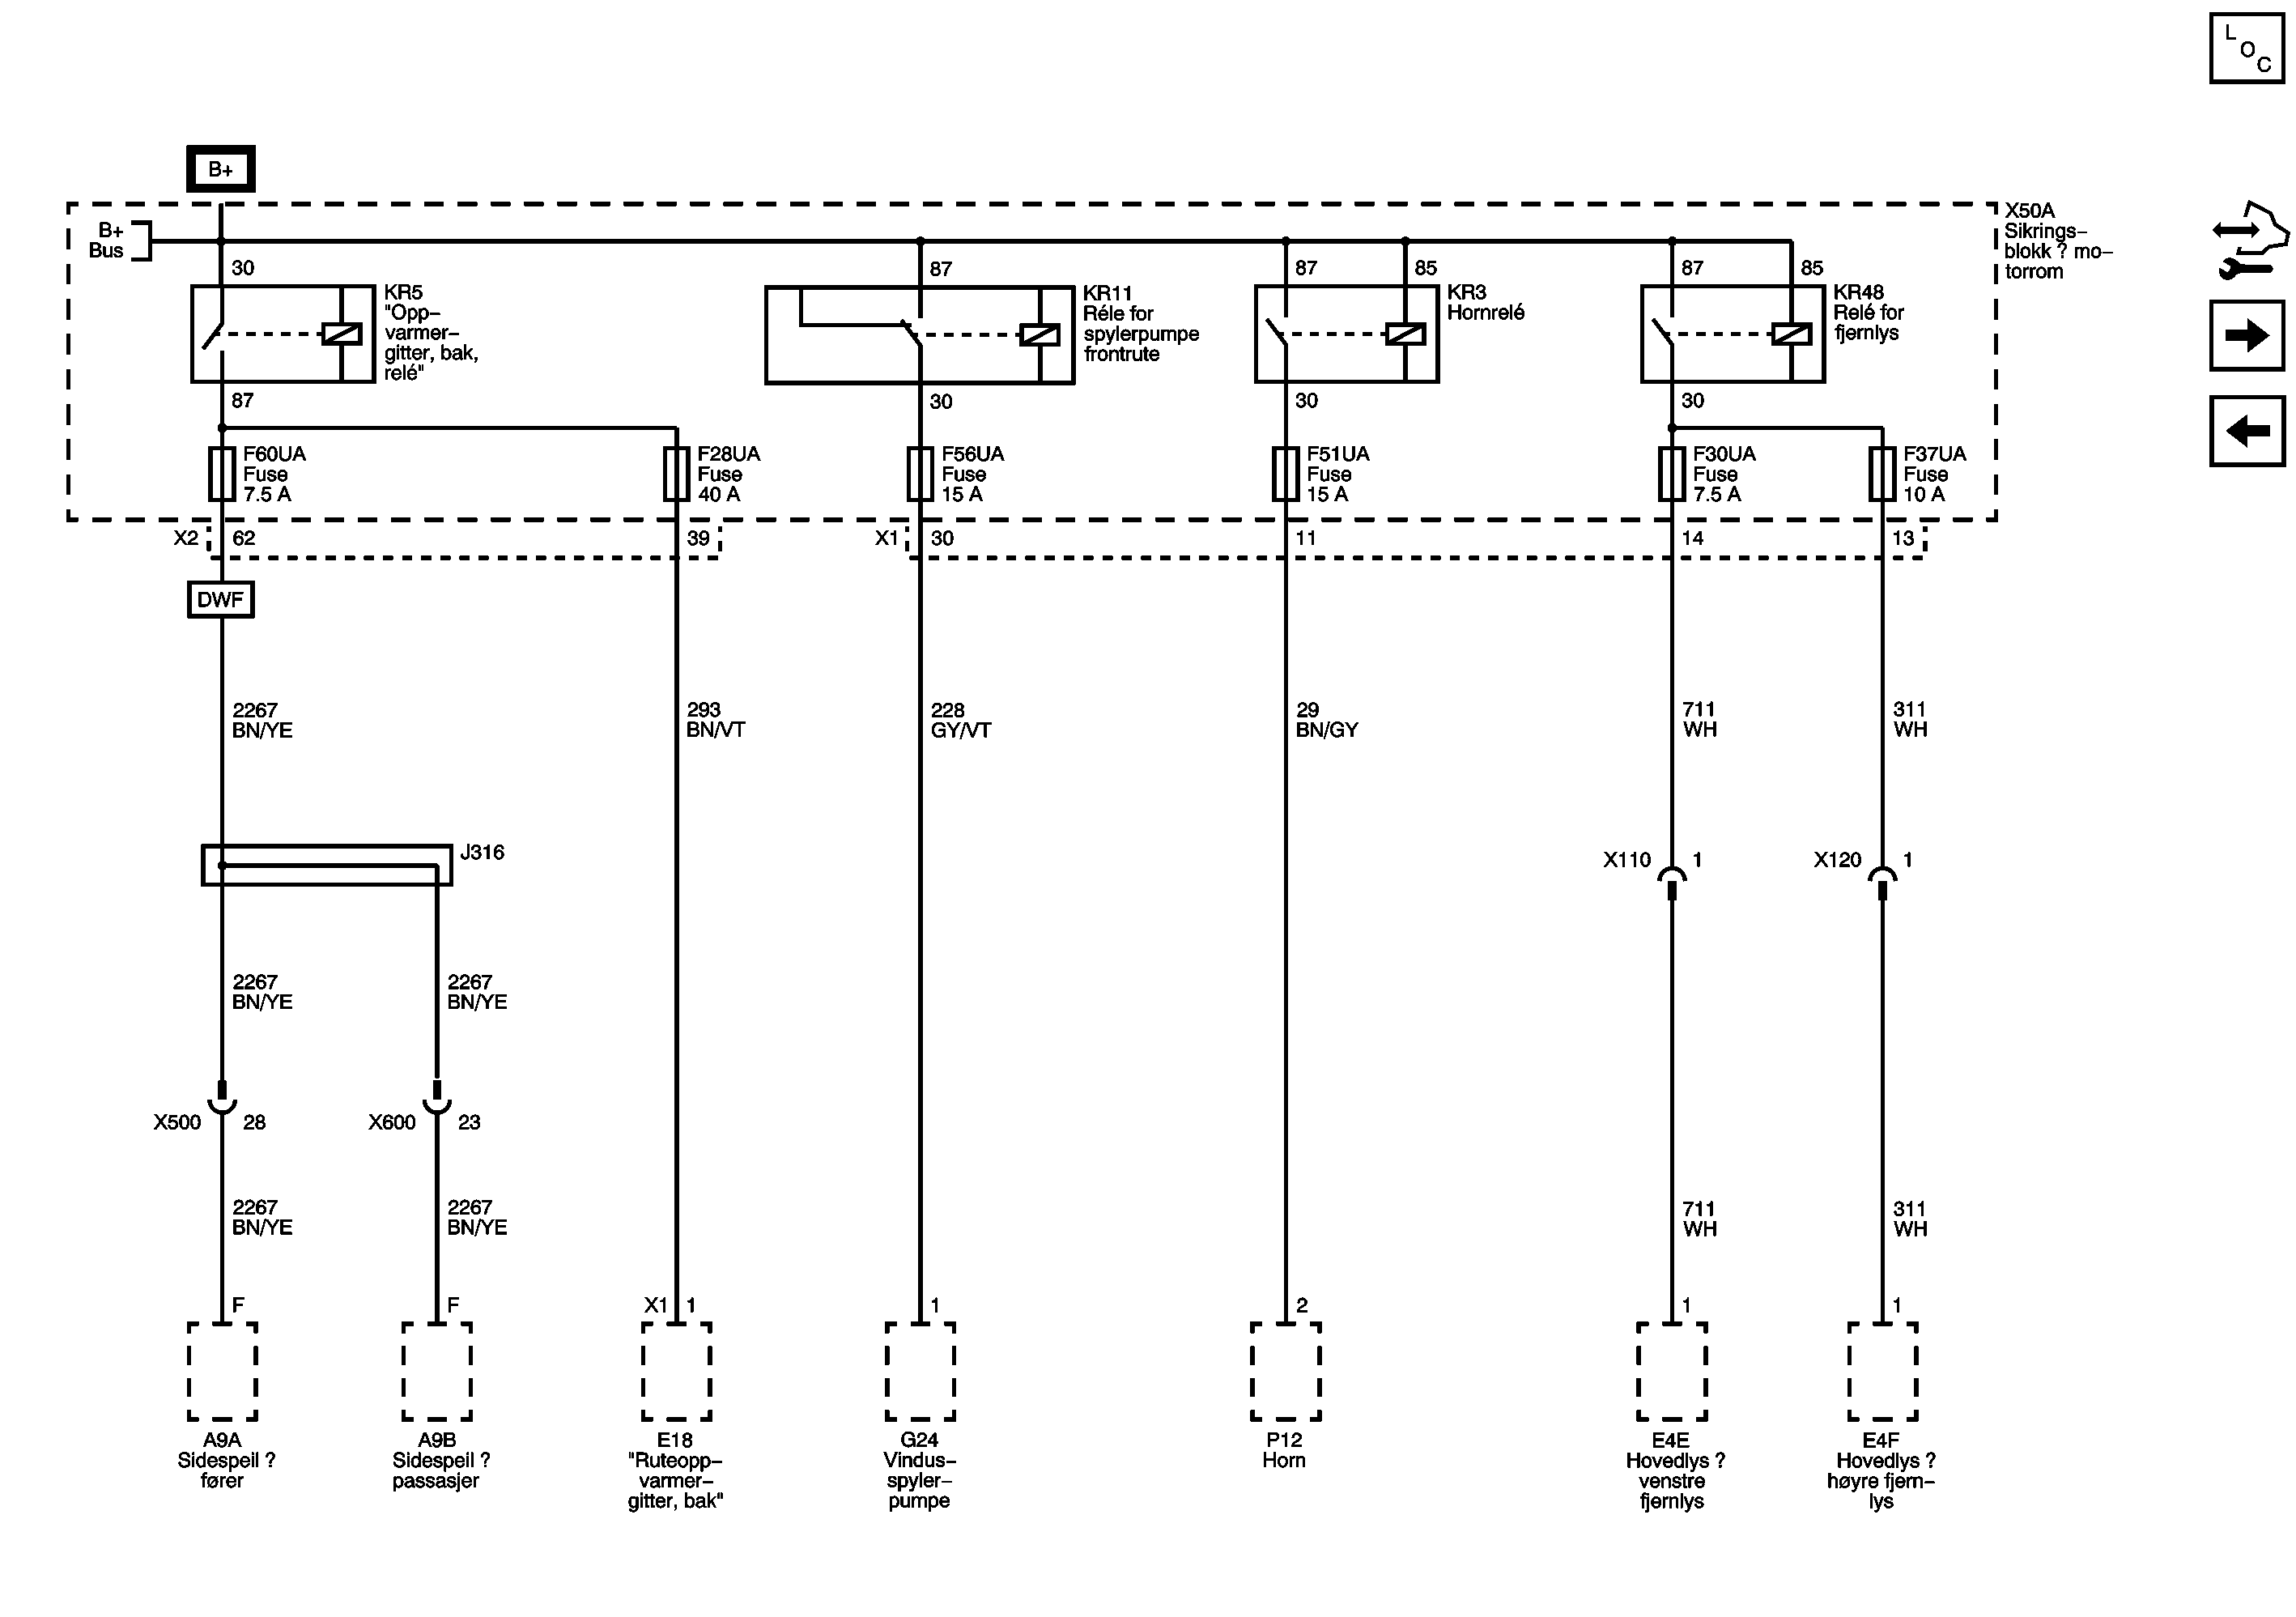 L
O
C
B+
B+
Bus
X50A
Sikrings–
blokk ? mo–
torrom
30
87
87
85
87
85
KR5
"Opp–
varmer–
gitter, bak,
relé"
KR11
Réle for
spylerpumpe
frontrute
KR3
Hornrelé
KR48
Relé for
fjernlys
87
30
30
30
F60UA
Fuse
7.5 A
F28UA
Fuse
40 A
F56UA
Fuse
15 A
F51UA
Fuse
15 A
F30UA
Fuse
7.5 A
F37UA
Fuse
10 A
X2
62
39
X1
30
11
14
13
DWF
2267
BN/YE
293
BN/VT
228
GY/VT
29
BN/GY
711
WH
311
WH
J316
X110
1
X120
1
2267
BN/YE
2267
BN/YE
X500
28
X600
23
2267
BN/YE
2267
BN/YE
711
WH
311
WH
F
F
X1
1
1
2
1
1
A9A
Sidespeil ?
fører
A9B
Sidespeil ?
passasjer
E18
"Ruteopp–
varmer–
gitter, bak"
G24
Vindus–
spyler–
pumpe
P12
Horn
E4E
Hovedlys ?
venstre
fjernlys
E4F
Hovedlys ?
høyre fjern–
lys